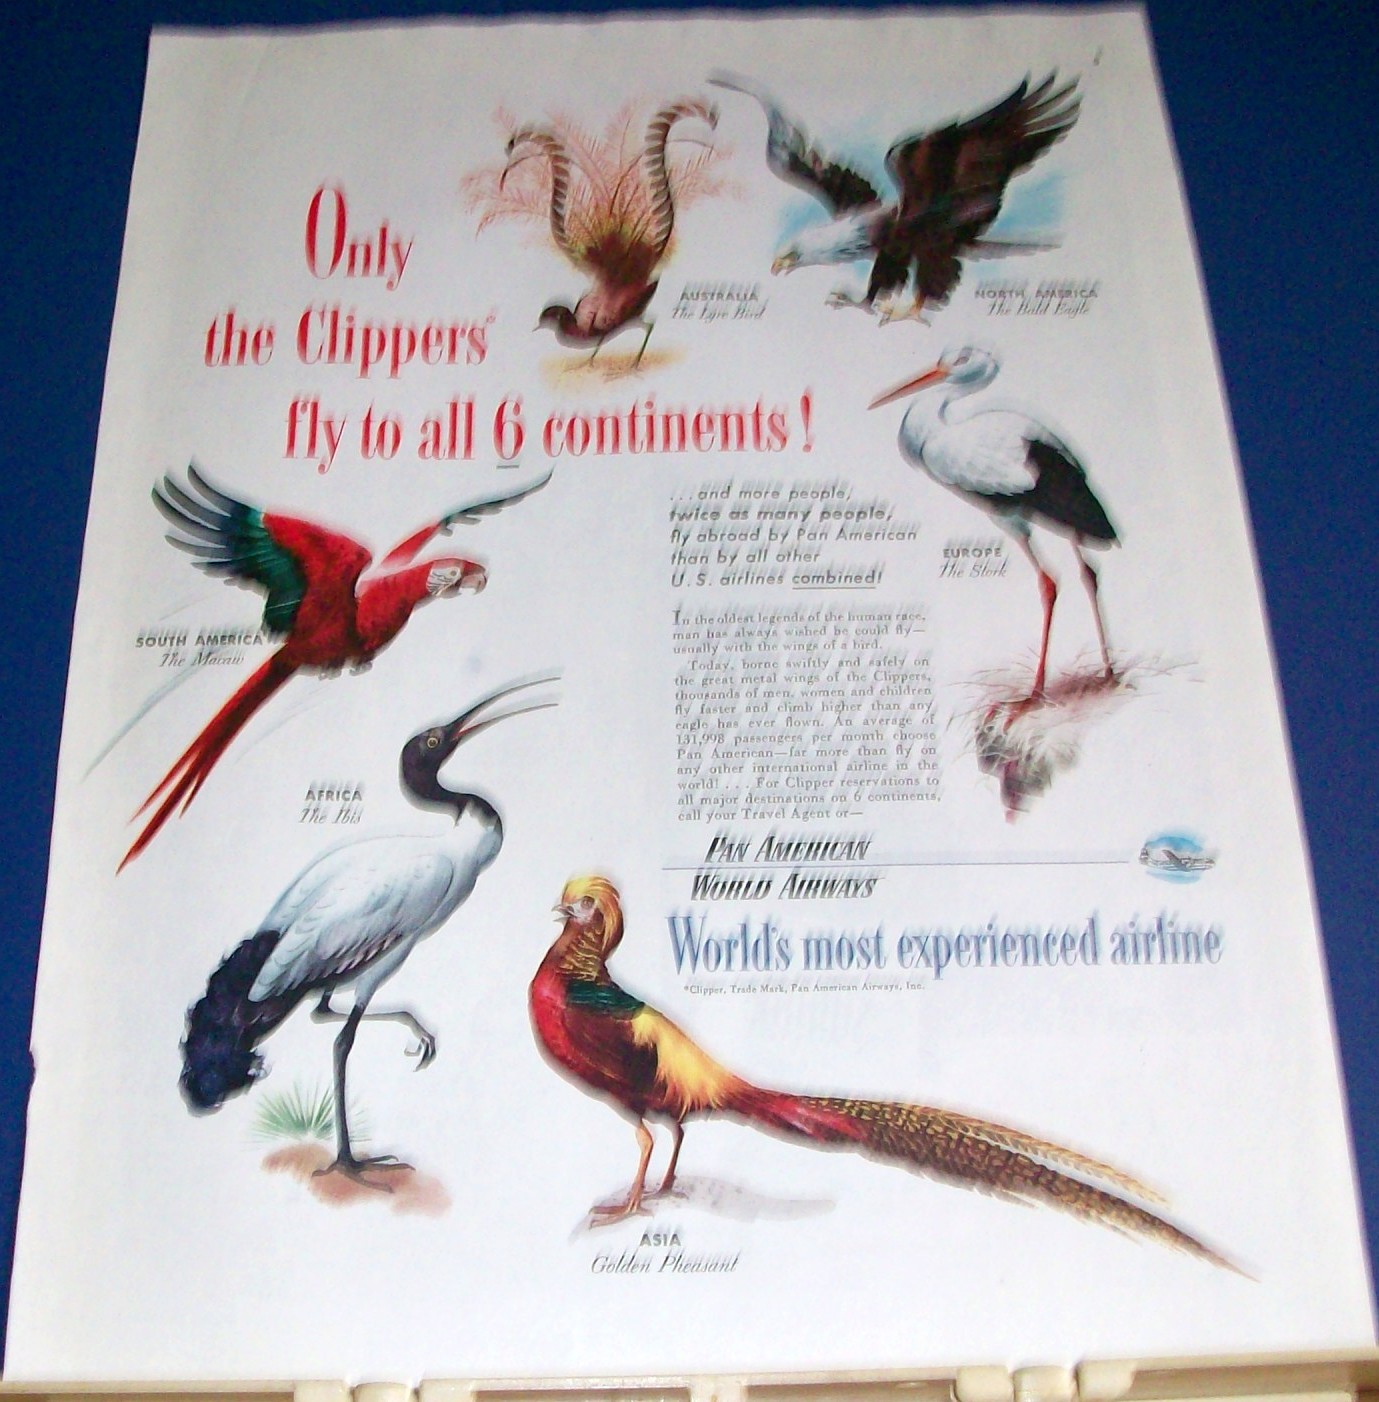 Only
the Clippers*
fly to all 6 continents!
AUSTRALIA
The Lyre Bird
NORTH AMERICA
The Bald Eagle
...and more people,
twice as many people,
fly abroad by Pan American
than by all other
U.S. airlines combined!
EUROPE
The Stork
SOUTH AMERICA
The Macaw
In the oldest legends of the human race,
man has always wished he could fly—
usually with the wings of a bird.
Today, borne swiftly and safely on
the great metal wings of the Clippers,
thousands of men, women and children
fly faster and climb higher than any
eagle has ever flown. An average of
131,998 passengers per month choose
Pan American—far more than fly on
any other international airline in the
world! . . . For Clipper reservations to
all major destinations on 6 continents,
call your Travel Agent or—
AFRICA
The Ibis
PAN AMERICAN
WORLD AIRWAYS
World's most experienced airline
*Clipper, Trade Mark, Pan American Airways, Inc.
ASIA
Golden Pheasant